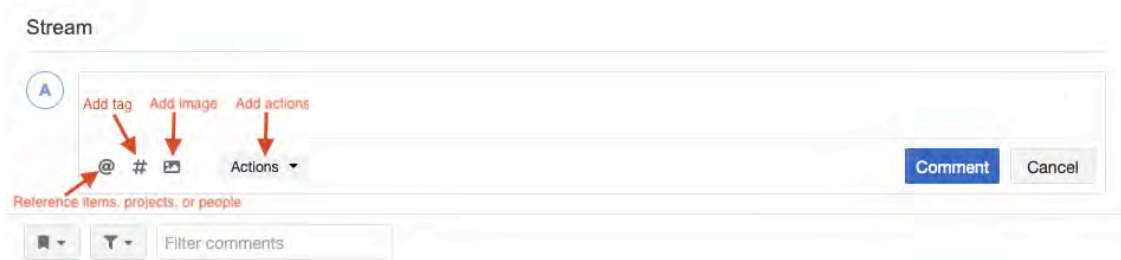 Stream
A
Add tag Add image Add actions
@ # Actions
Comment Cancel
Reference items, projects, or people
Filter comments